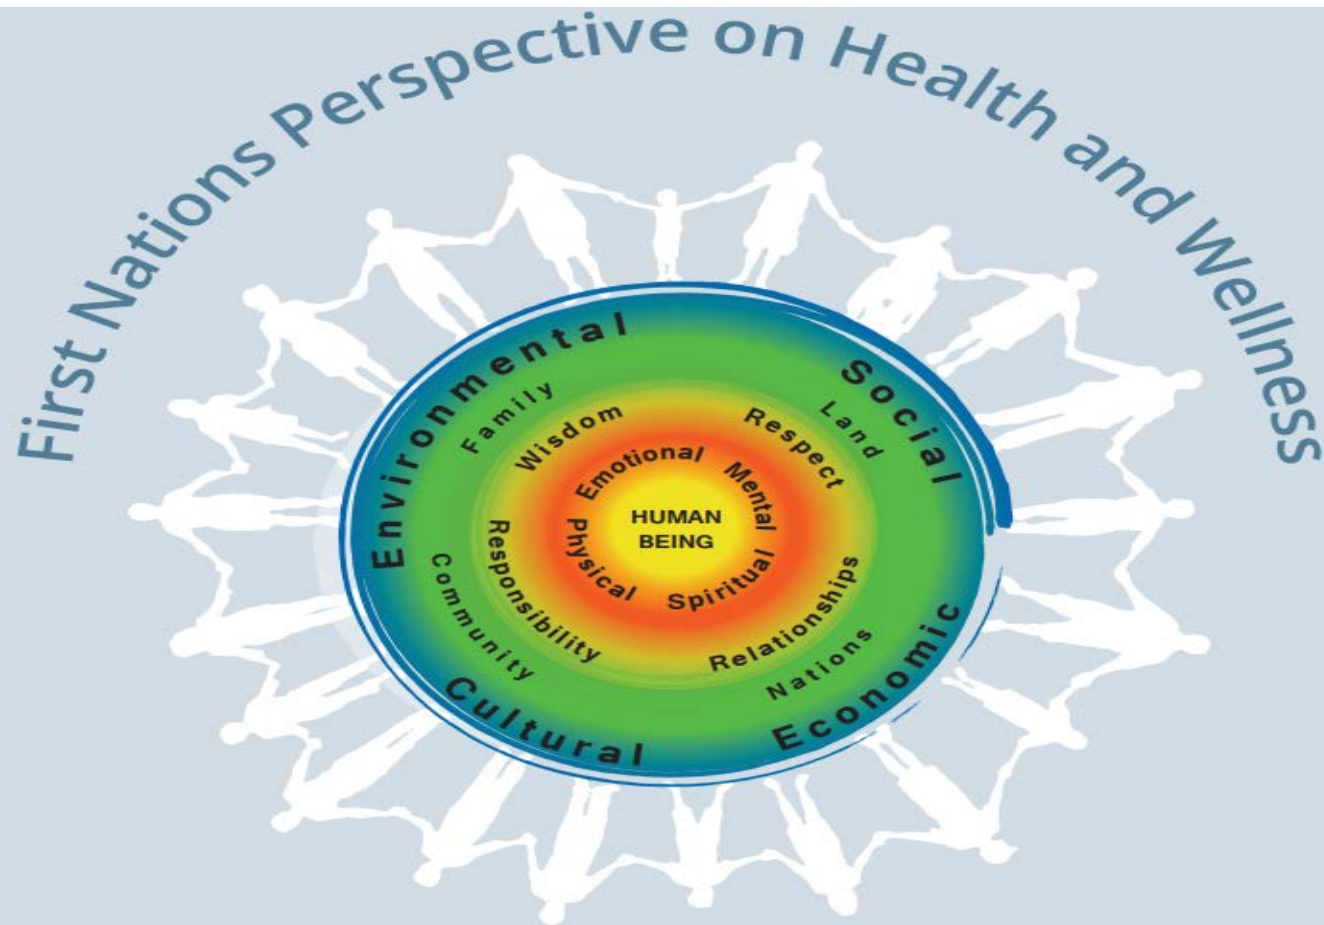 First Nations Perspective on Health and Wellness
Environmental
Social
Economic
Cultural
Family
Land
Nations
Community
Wisdom
Respect
Relationships
Responsibility
Emotional
Mental
Spiritual
Physical
HUMAN
BEING